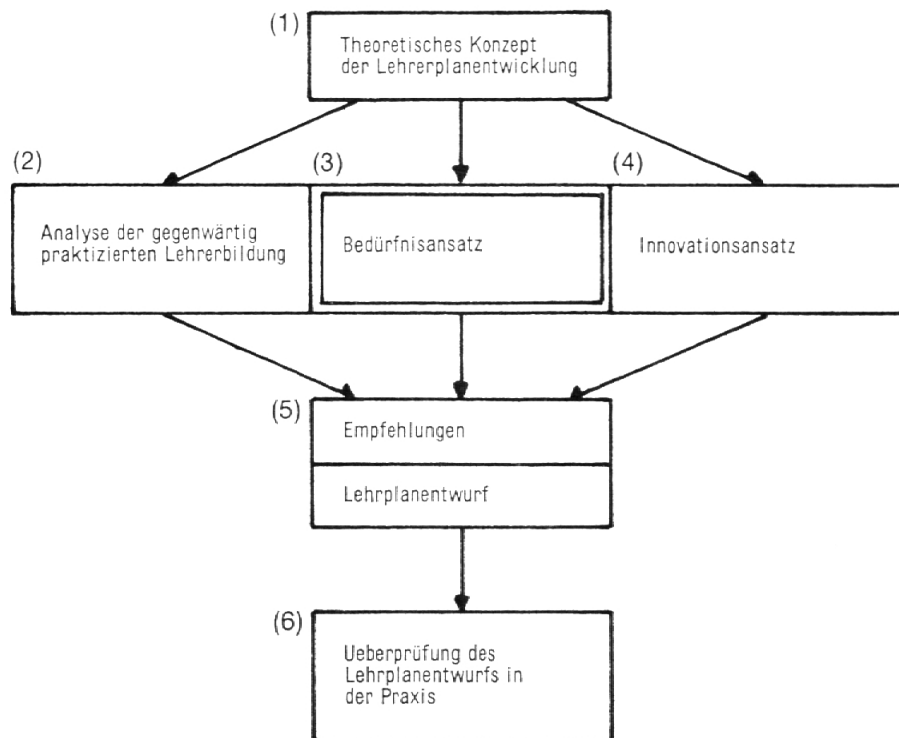 (1)
Theoretisches Konzept
der Lehrerplanentwicklung
(2)
(3)
(4)
Analyse der gegenwärtig
praktizierten Lehrerbildung
Bedürfnisansatz
Innovationsansatz
(5)
Empfehlungen
Lehrplanentwurf
(6)
Ueberprüfung des
Lehrplanentwurfs in
der Praxis